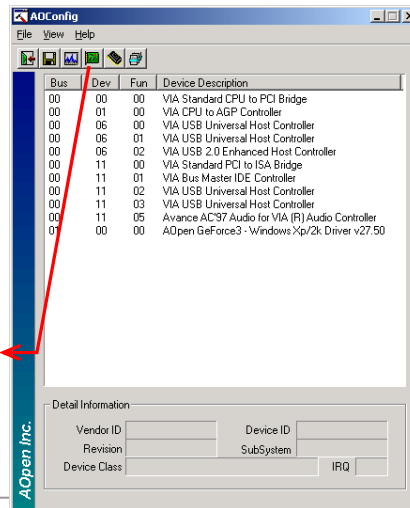 AOConfig
File View Help
Bus Dev Fun Device Description
00 00 00 VIA Standard CPU to PCI Bridge
00 01 00 VIA CPU to AGP Controller
00 06 00 VIA USB Universal Host Controller
00 06 01 VIA USB Universal Host Controller
00 06 02 VIA USB 2.0 Enhanced Host Controller
00 11 00 VIA Standard PCI to ISA Bridge
00 11 01 VIA Bus Master IDE Controller
00 11 02 VIA USB Universal Host Controller
00 11 03 VIA USB Universal Host Controller
00 11 05 Avance AC'97 Audio for VIA (R) Audio Controller
01 00 00 AOpen GeForce3 - Windows Xp/2k Driver v27.50
Detail Information
Vendor ID Device ID
Revision SubSystem
Device Class IRQ
AOpen Inc.